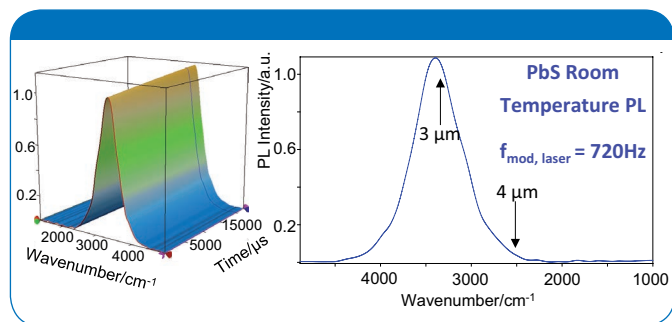 1.0
0.6
0.2
2000
3000
4000
Wavenumber/cm-1
5000
15000
Time/µs
PL Intensity/a.u.
1.0
0.6
0.2
PbS Room
Temperature PL
fmod, laser = 720Hz
3 µm
4 µm
4000
3000
2000
1000
Wavenumber/cm-1